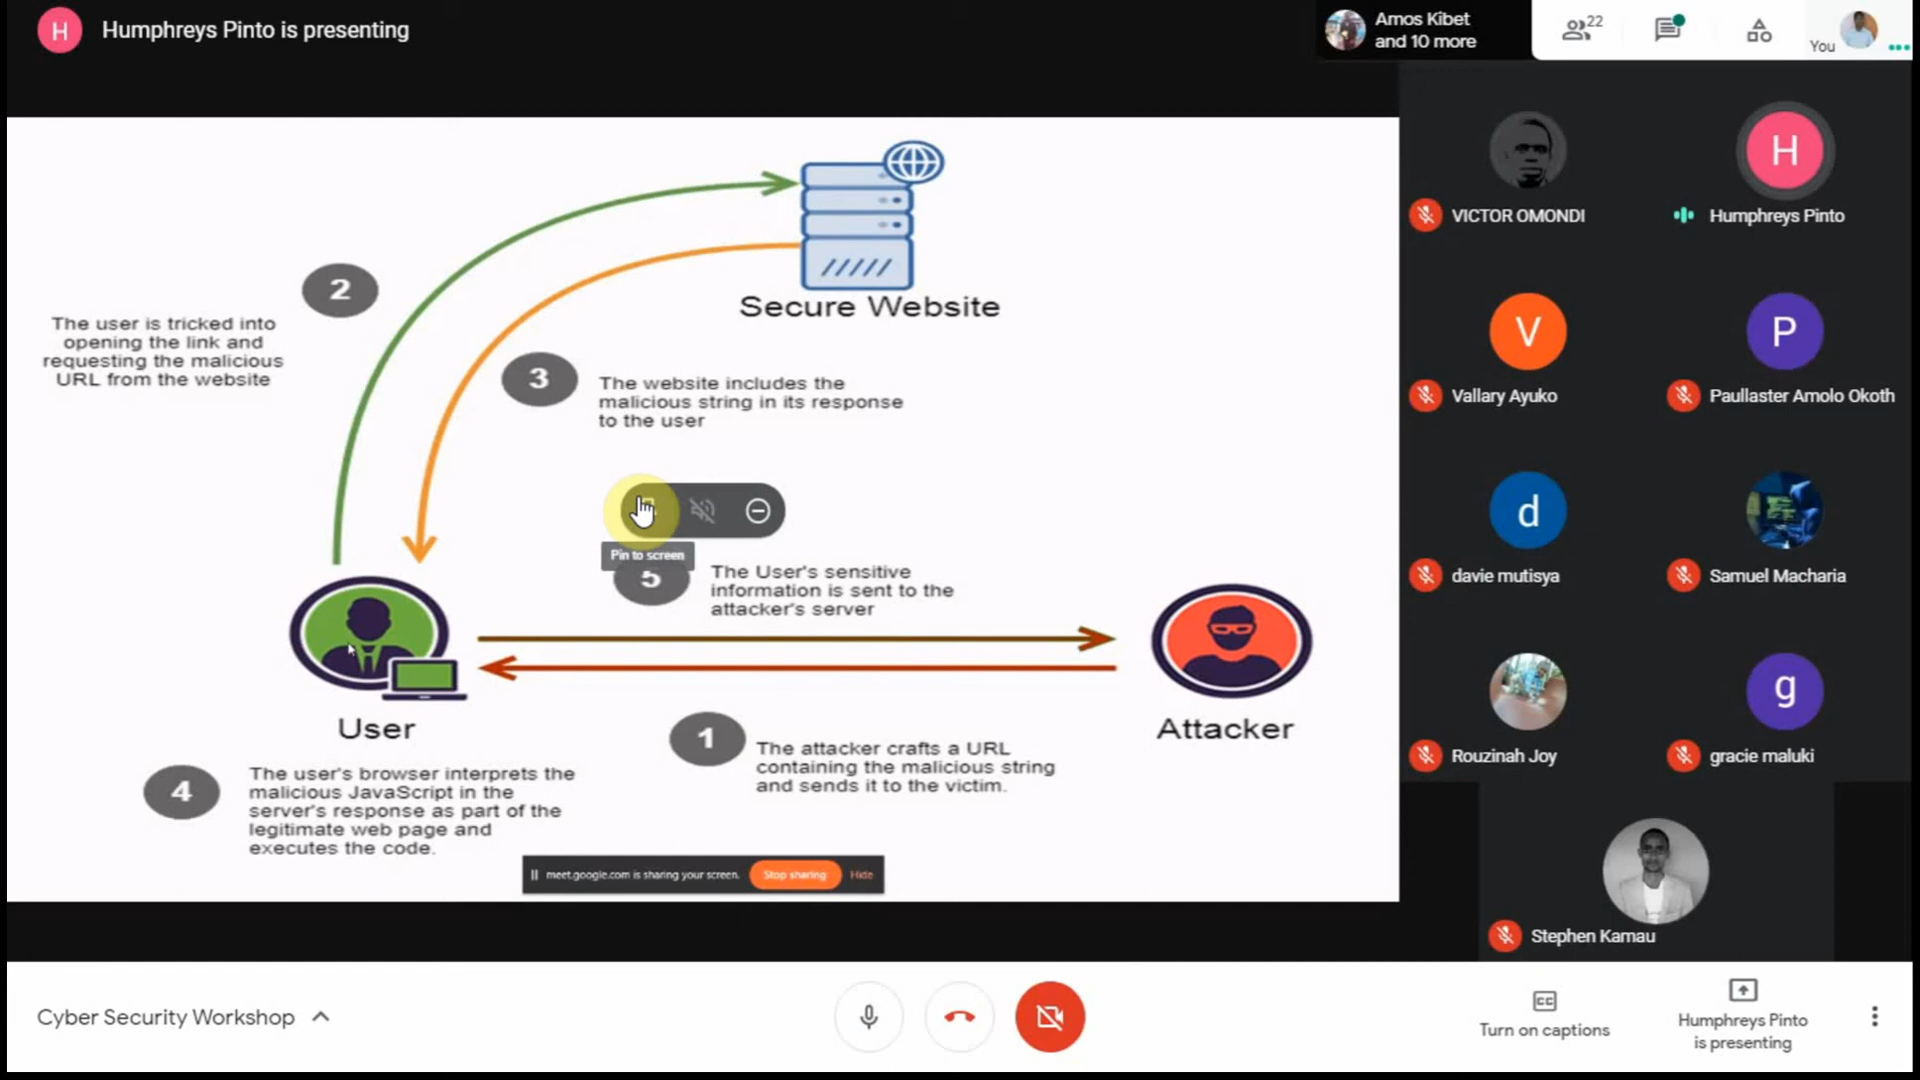 H
Humphreys Pinto is presenting
Amos Kibet
and 10 more
22
You
Secure Website
2
The user is tricked into
opening the link and
requesting the malicious
URL from the website
3
The website includes the
malicious string in its response
to the user
Pin to screen
5
The User's sensitive
information is sent to the
attacker's server
User
Attacker
1
The attacker crafts a URL
containing the malicious string
and sends it to the victim.
4
The user's browser interprets the
malicious JavaScript in the
server's response as part of the
legitimate web page and
executes the code.
meet.google.com is sharing your screen.
Stop sharing
Hide
VICTOR OMONDI
H
Humphreys Pinto
V
Vallary Ayuko
P
Paullaster Amolo Okoth
d
davie mutisya
Samuel Macharia
Rouzinah Joy
g
gracie maluki
Stephen Kamau
Cyber Security Workshop
CC
Turn on captions
Humphreys Pinto
is presenting